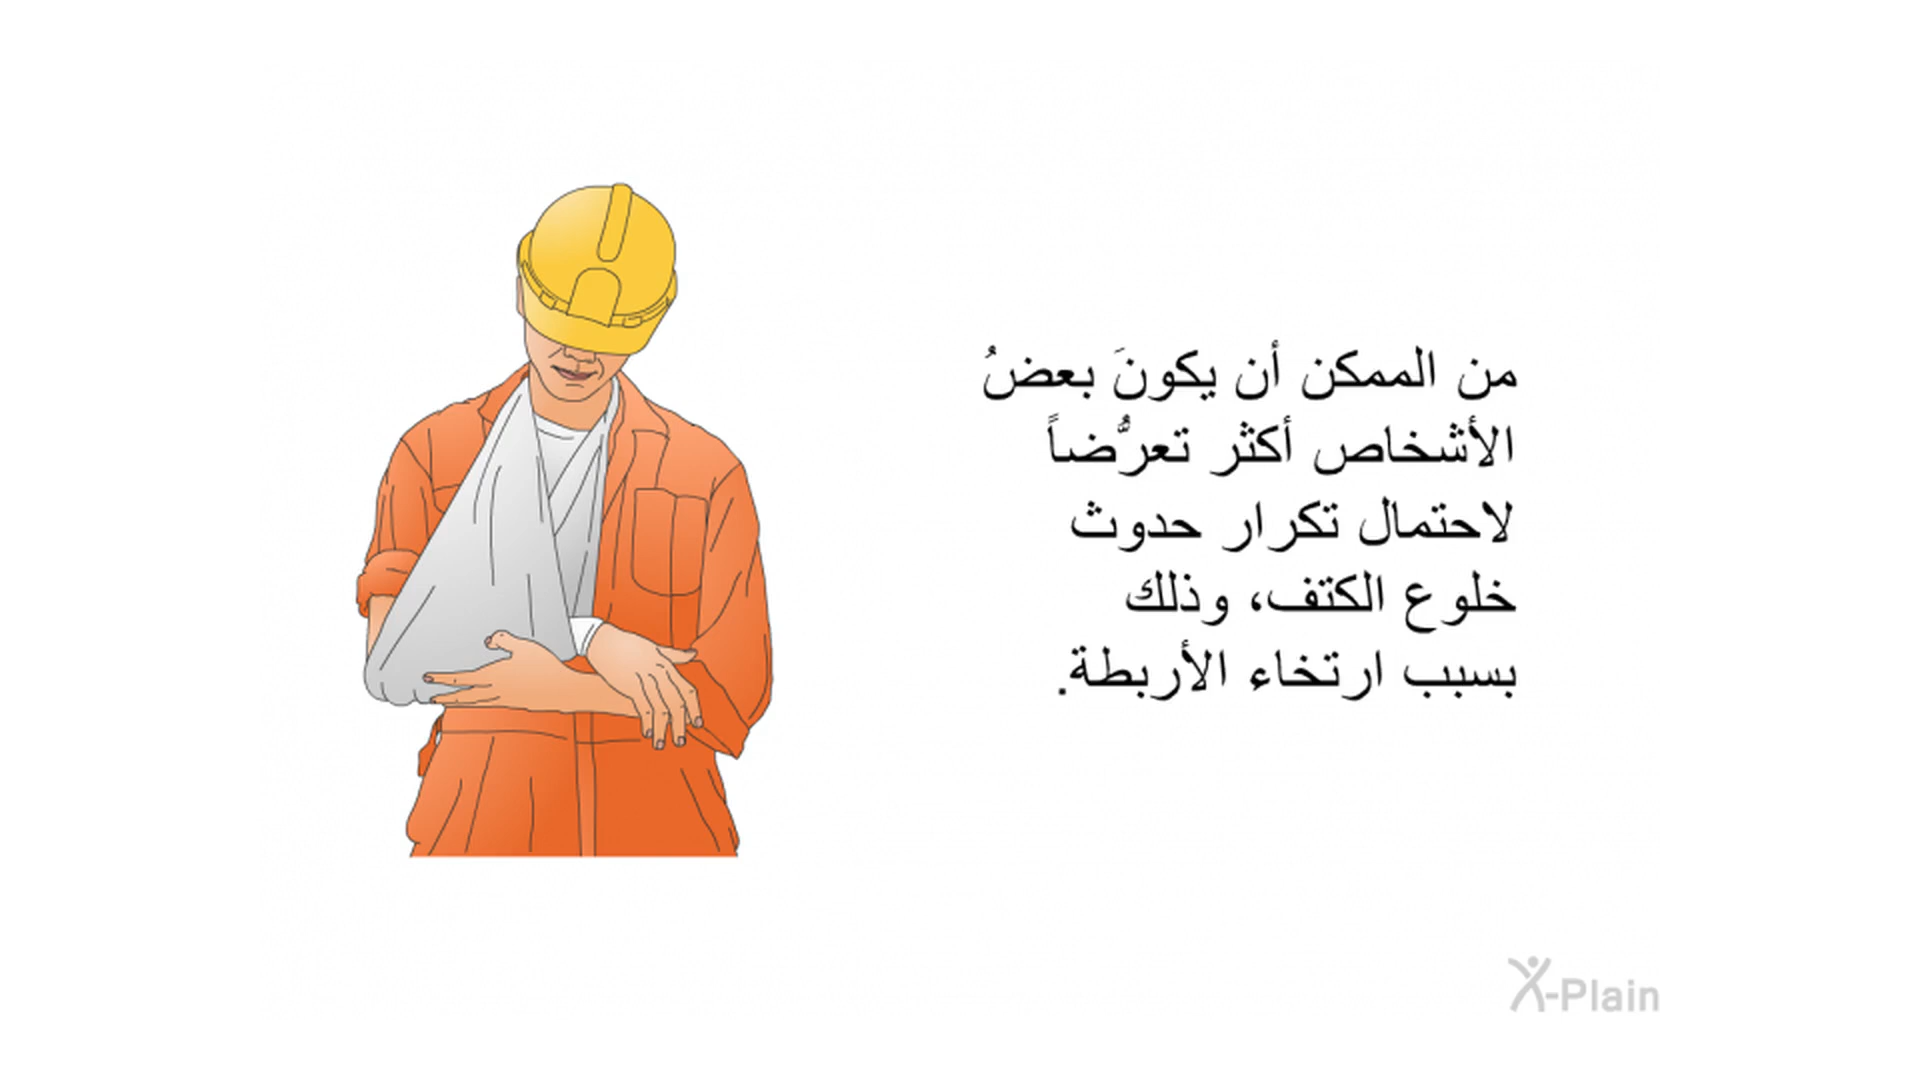 من الممكن أن يكونَ بعضُ
الأشخاص أكثر تعرُّضاً
لاحتمال تكرار حدوث
خلوع الكتف، وذلك
بسبب ارتخاء الأربطة.
X-Plain